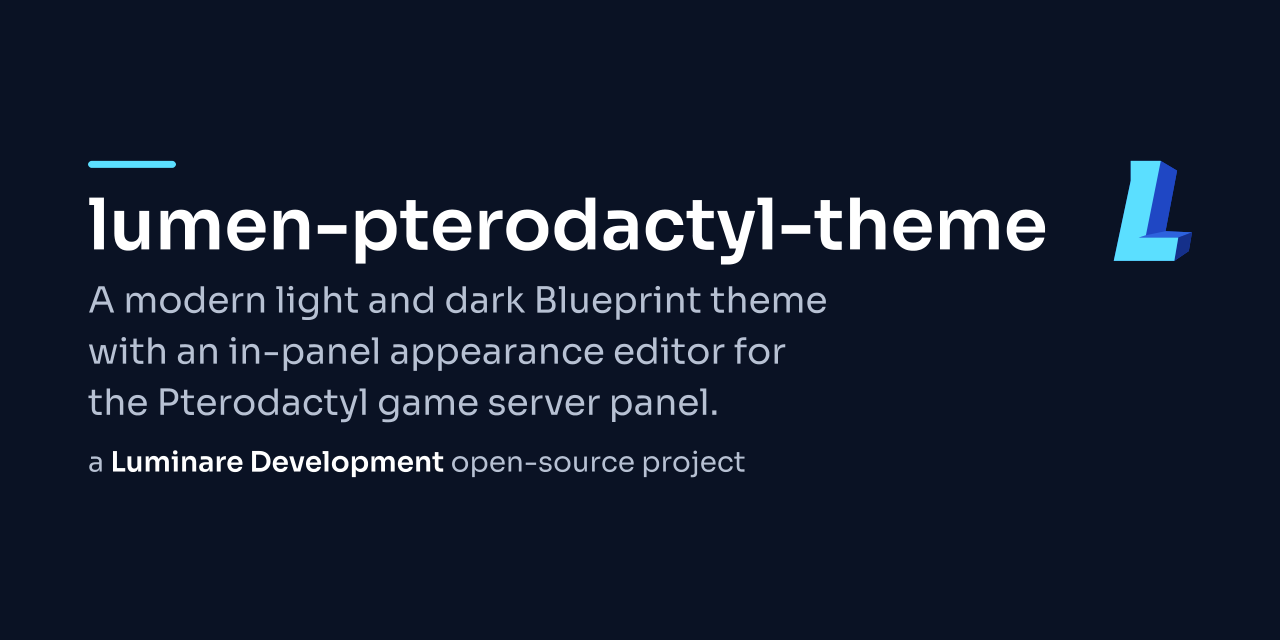 lumen-pterodactyl-theme
A modern light and dark Blueprint theme
with an in-panel appearance editor for
the Pterodactyl game server panel.
a Luminare Development open-source project